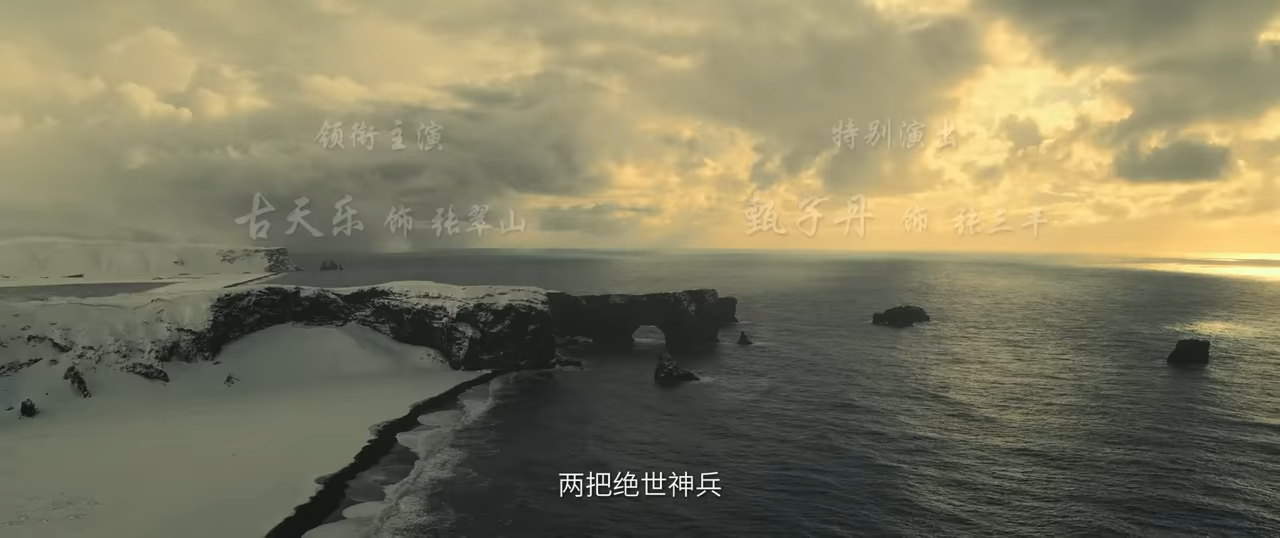 领衔主演
特别演出
古天乐 饰 张翠山
甄子丹 饰 张三丰
两把绝世神兵